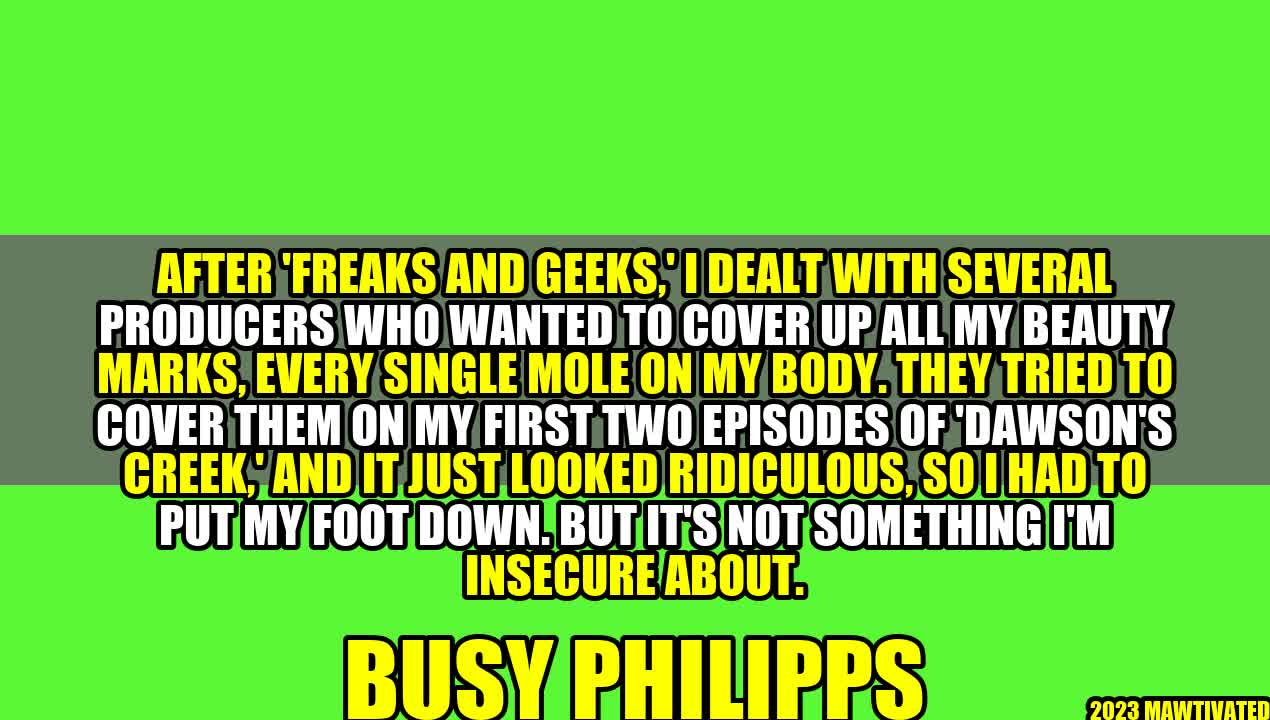 AFTER 'FREAKS AND GEEKS,' I DEALT WITH SEVERAL
PRODUCERS WHO WANTED TO COVER UP ALL MY BEAUTY
MARKS, EVERY SINGLE MOLE ON MY BODY. THEY TRIED TO
COVER THEM ON MY FIRST TWO EPISODES OF 'DAWSON'S
CREEK,' AND IT JUST LOOKED RIDICULOUS, SO I HAD TO
PUT MY FOOT DOWN. BUT IT'S NOT SOMETHING I'M
INSECURE ABOUT.
BUSY PHILIPPS
2023 MAWTIVATED